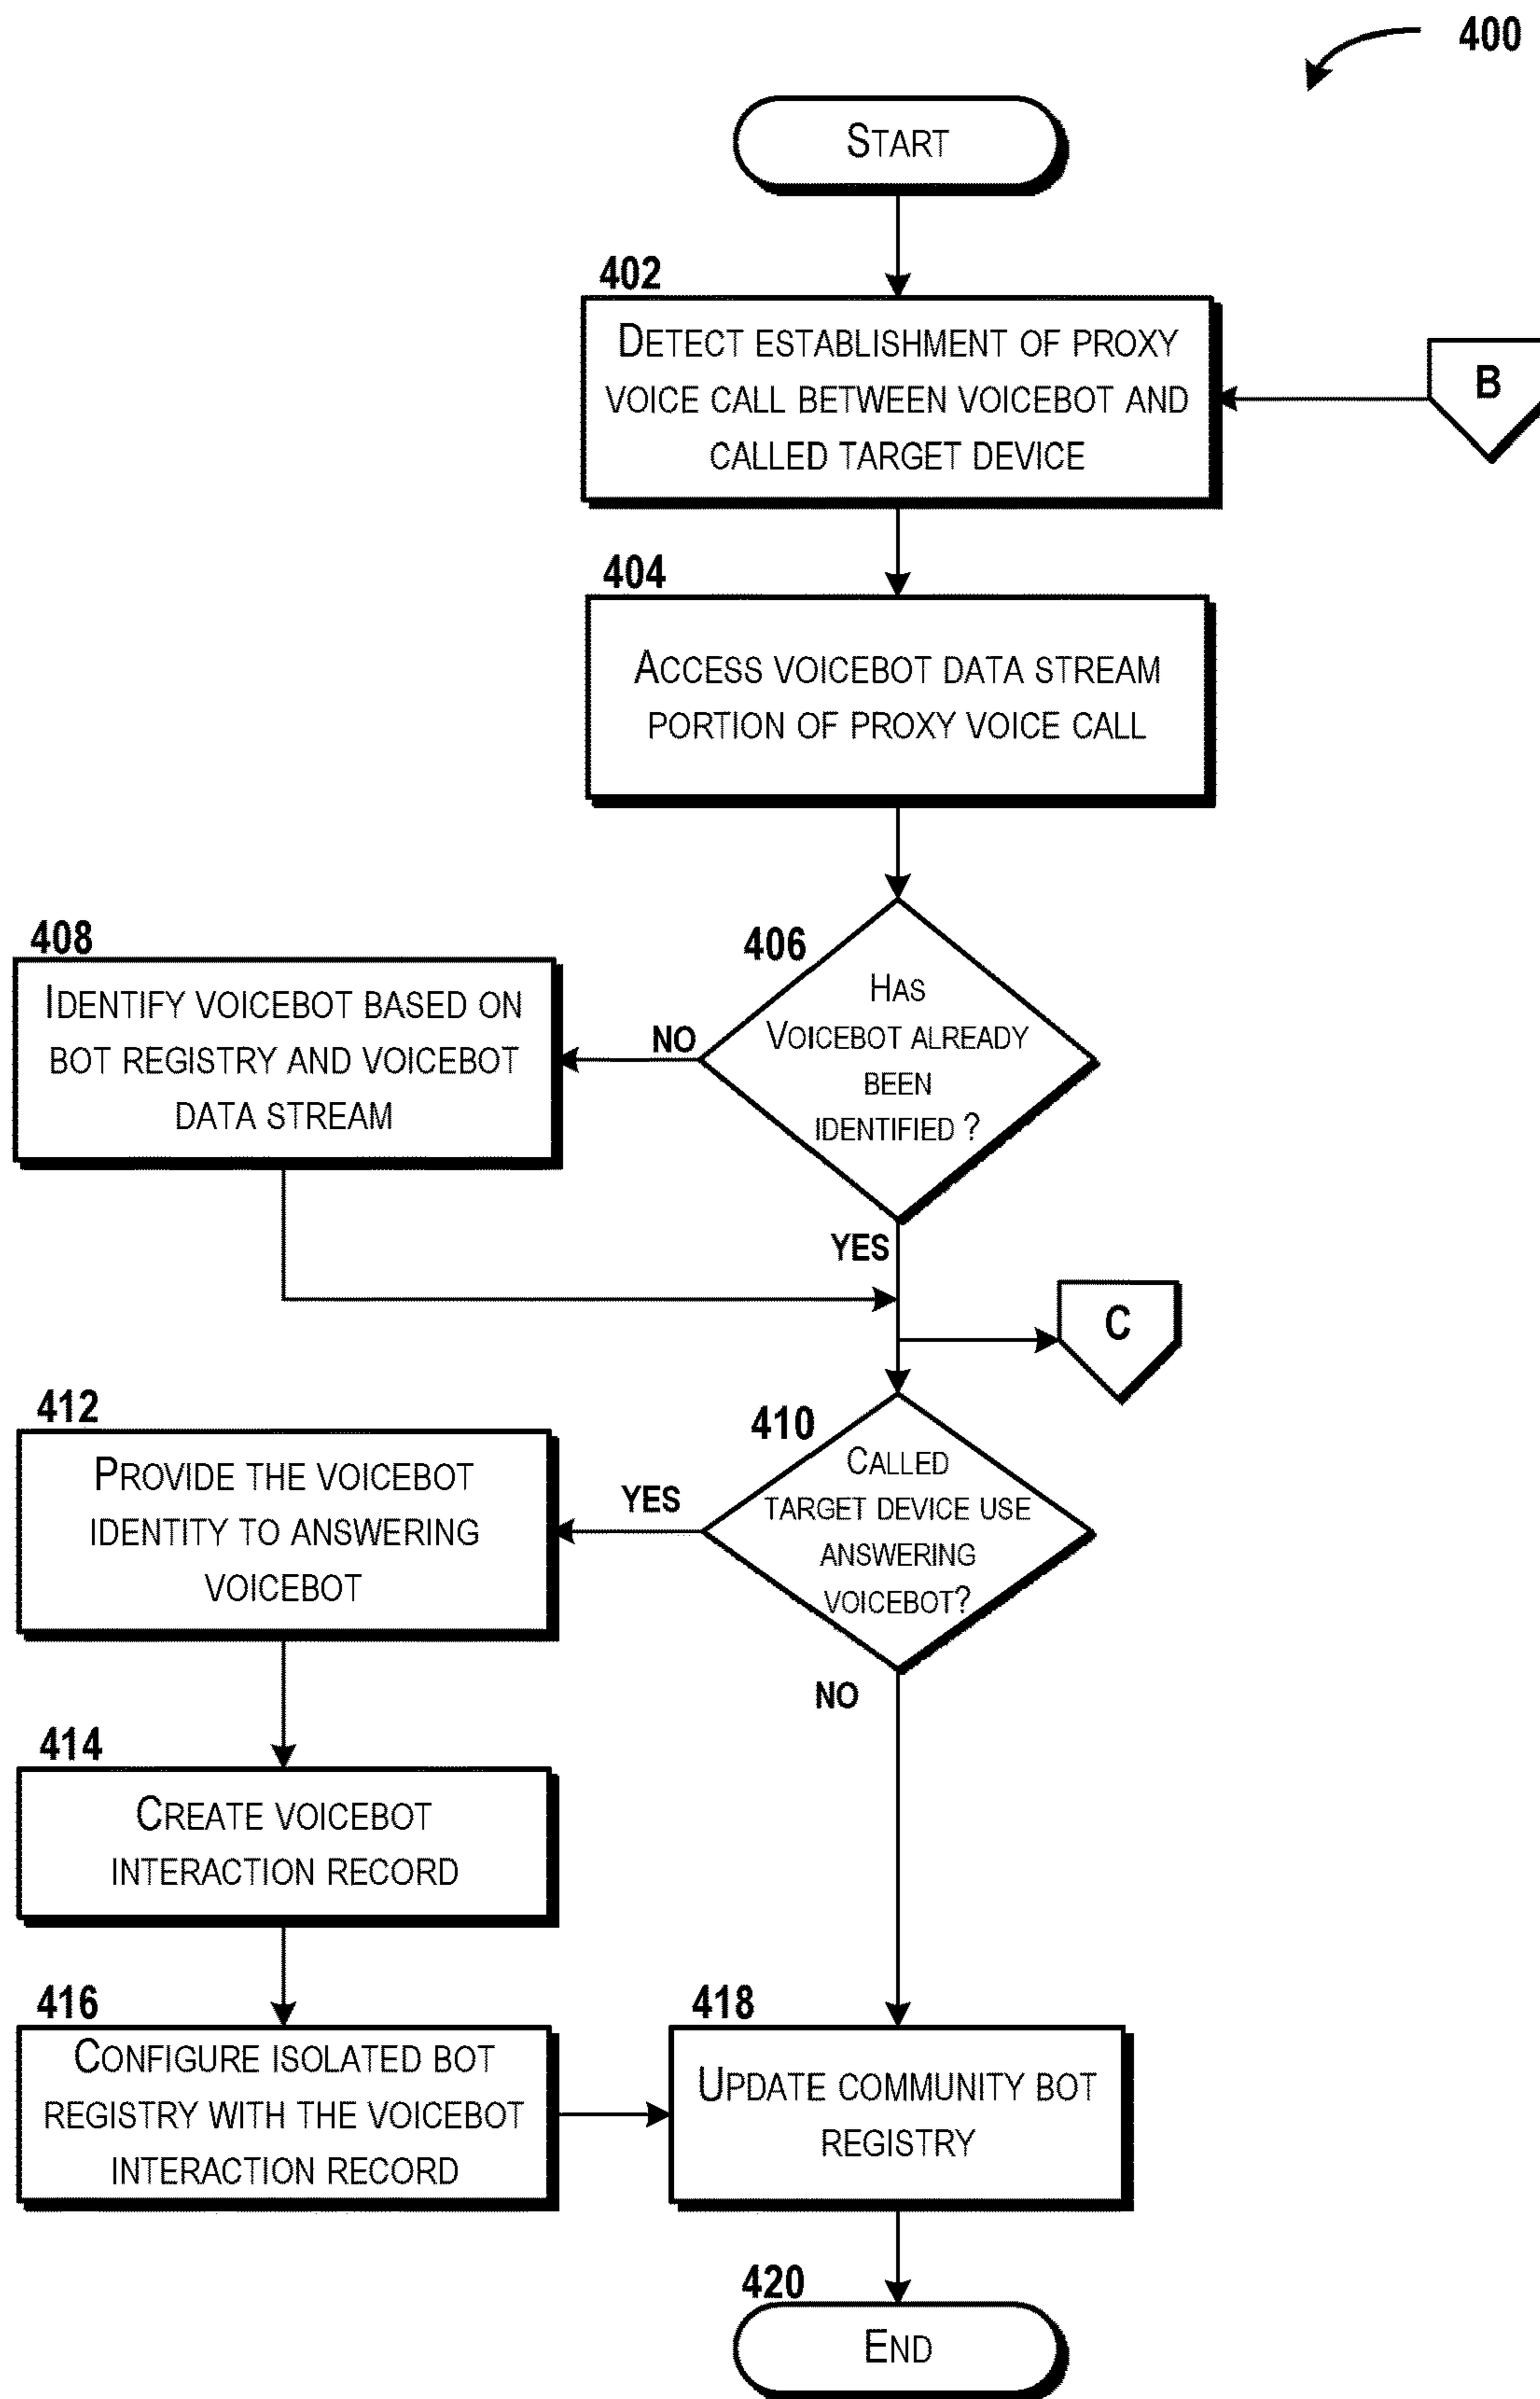 400
START
402
DETECT ESTABLISHMENT OF PROXY
VOICE CALL BETWEEN VOICEBOT AND
CALLED TARGET DEVICE
B
404
ACCESS VOICEBOT DATA STREAM
PORTION OF PROXY VOICE CALL
406
HAS
VOICEBOT ALREADY
BEEN
IDENTIFIED ?
NO
408
IDENTIFY VOICEBOT BASED ON
BOT REGISTRY AND VOICEBOT
DATA STREAM
YES
C
410
CALLED
TARGET DEVICE USE
ANSWERING
VOICEBOT?
YES
412
PROVIDE THE VOICEBOT
IDENTITY TO ANSWERING
VOICEBOT
NO
414
CREATE VOICEBOT
INTERACTION RECORD
416
CONFIGURE ISOLATED BOT
REGISTRY WITH THE VOICEBOT
INTERACTION RECORD
418
UPDATE COMMUNITY BOT
REGISTRY
420
END